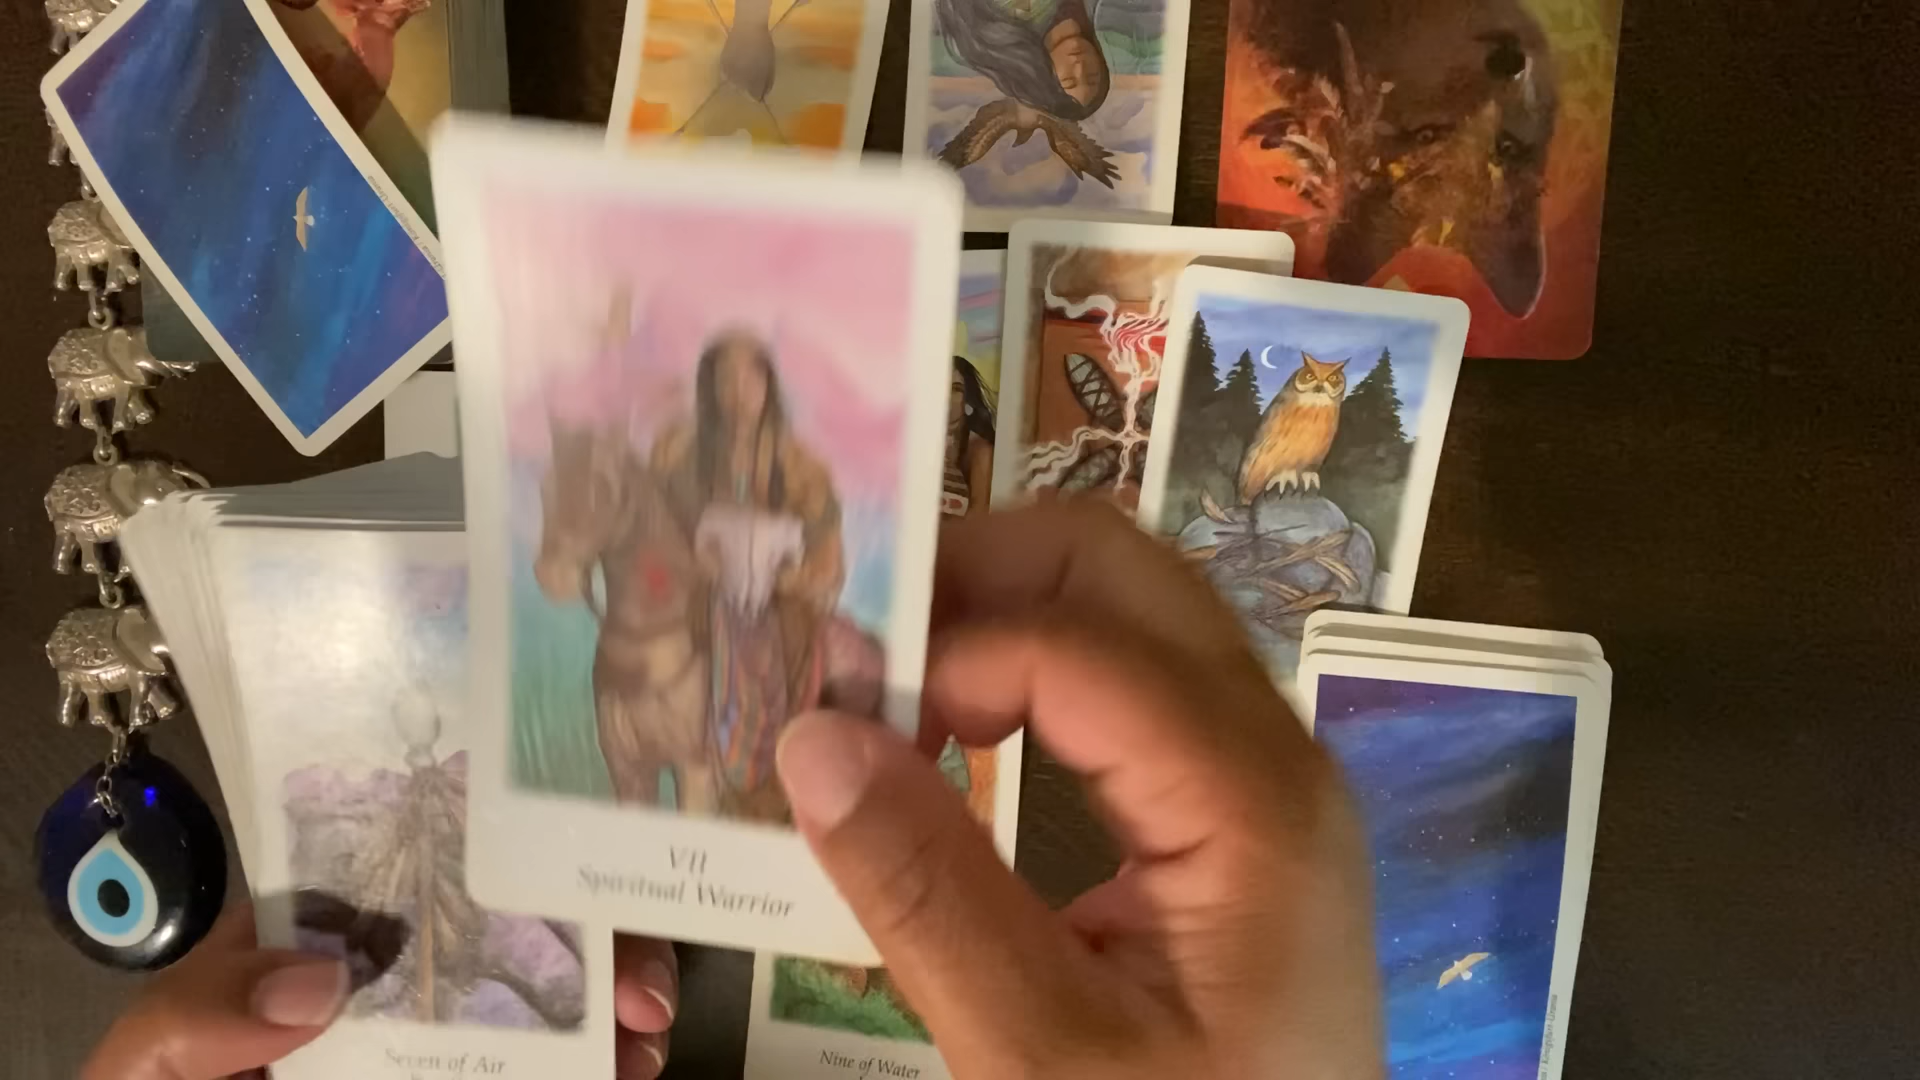 VII
Spiritual Warrior
Seven of Air
Nine of Water